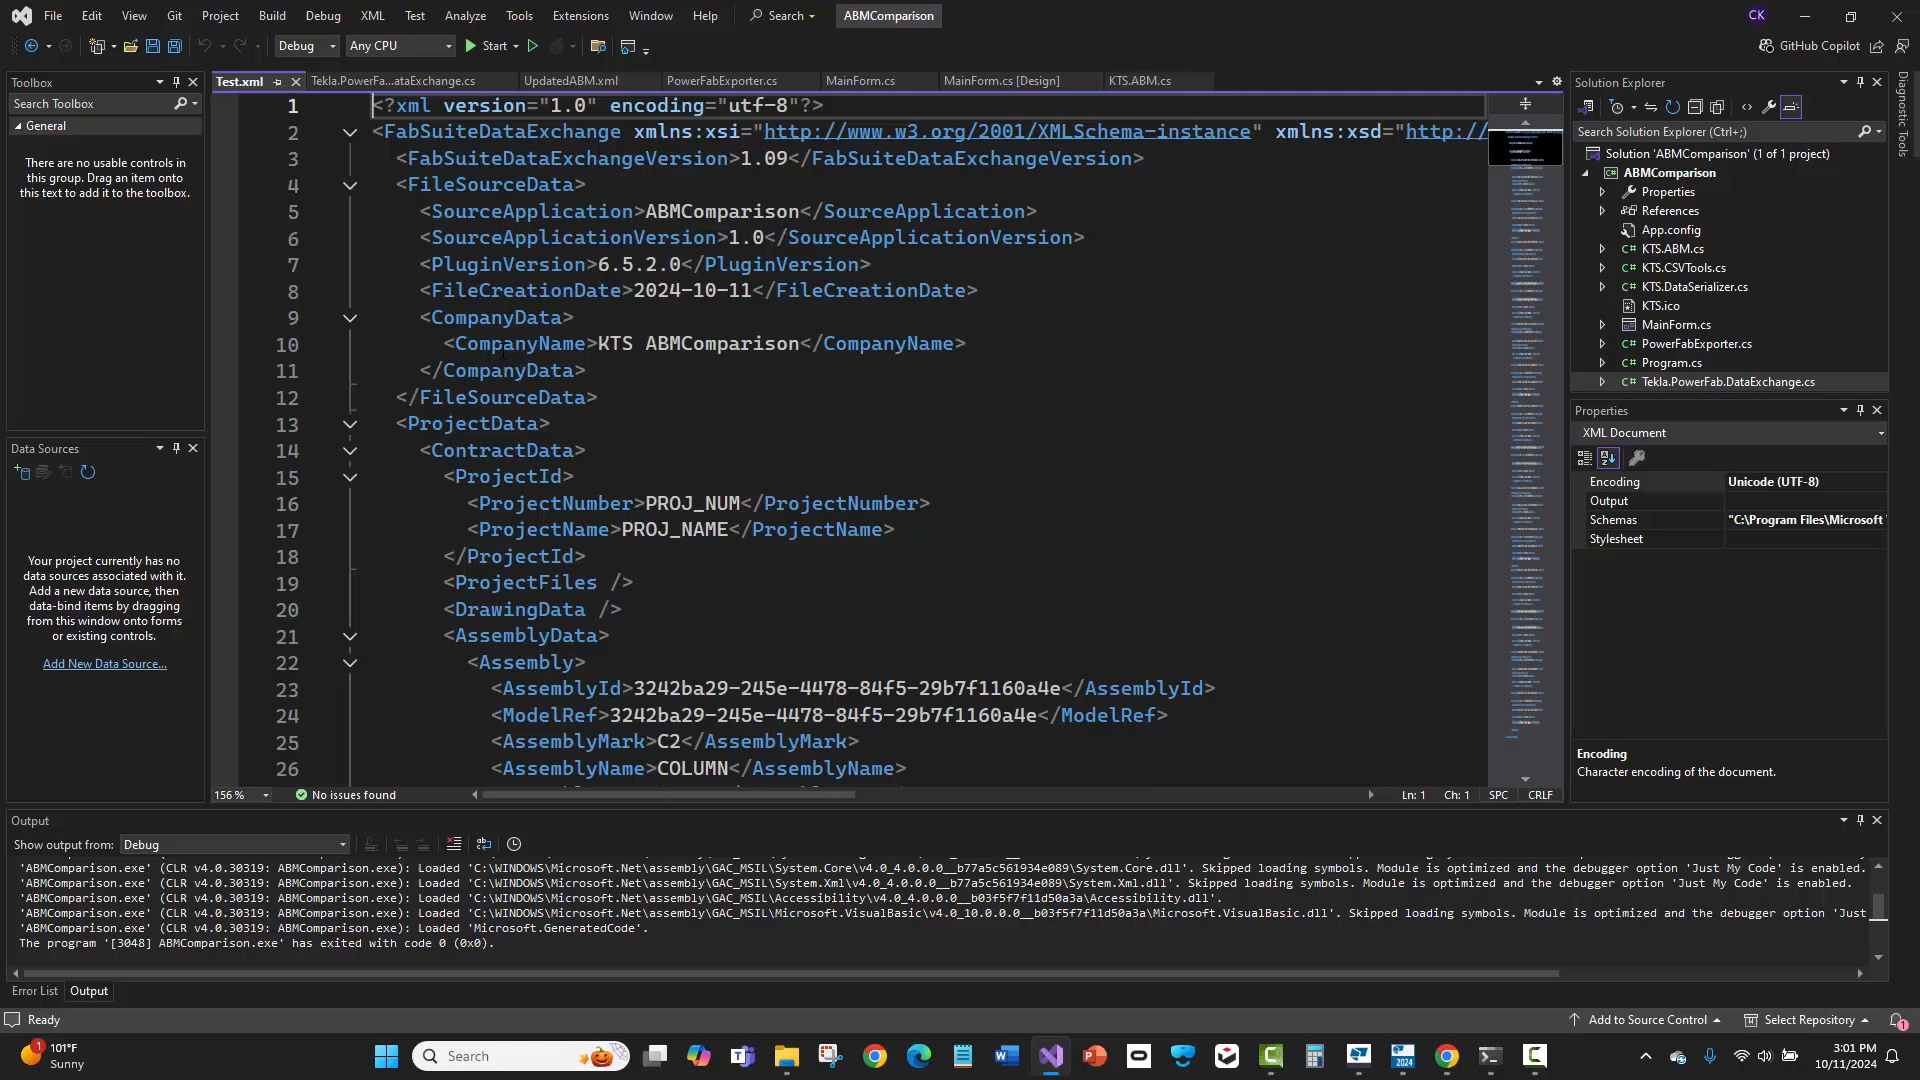 File Edit View Git Project Build Debug XML Test Analyze Tools Extensions Window Help Search ABMComparison CK
Debug Any CPU Start GitHub Copilot
Toolbox
Search Toolbox
General
There are no usable controls in
this group. Drag an item onto
this text to add it to the toolbox.
Data Sources
Your project currently has no
data sources associated with it.
Add a new data source, then
data-bind items by dragging
from this window onto forms
or existing controls.
Add New Data Source...
Test.xml Tekla.PowerFa...ataExchange.cs UpdatedABM.xml PowerFabExporter.cs MainForm.cs MainForm.cs [Design] KTS.ABM.cs
1 <?xml version="1.0" encoding="utf-8"?>
2 <FabSuiteDataExchange xmlns:xsi="http://www.w3.org/2001/XMLSchema-instance" xmlns:xsd="http://
3 <FabSuiteDataExchangeVersion>1.09</FabSuiteDataExchangeVersion>
4 <FileSourceData>
5 <SourceApplication>ABMComparison</SourceApplication>
6 <SourceApplicationVersion>1.0</SourceApplicationVersion>
7 <PluginVersion>6.5.2.0</PluginVersion>
8 <FileCreationDate>2024-10-11</FileCreationDate>
9 <CompanyData>
10 <CompanyName>KTS ABMComparison</CompanyName>
11 </CompanyData>
12 </FileSourceData>
13 <ProjectData>
14 <ContractData>
15 <ProjectId>
16 <ProjectNumber>PROJ_NUM</ProjectNumber>
17 <ProjectName>PROJ_NAME</ProjectName>
18 </ProjectId>
19 <ProjectFiles />
20 <DrawingData />
21 <AssemblyData>
22 <Assembly>
23 <AssemblyId>3242ba29-245e-4478-84f5-29b7f1160a4e</AssemblyId>
24 <ModelRef>3242ba29-245e-4478-84f5-29b7f1160a4e</ModelRef>
25 <AssemblyMark>C2</AssemblyMark>
26 <AssemblyName>COLUMN</AssemblyName>
156 % No issues found Ln: 1 Ch: 1 SPC CRLF
Solution Explorer
Search Solution Explorer (Ctrl+;)
Solution 'ABMComparison' (1 of 1 project)
ABMComparison
Properties
References
App.config
C# KTS.ABM.cs
C# KTS.CSVTools.cs
C# KTS.DataSerializer.cs
KTS.ico
MainForm.cs
C# PowerFabExporter.cs
C# Program.cs
C# Tekla.PowerFab.DataExchange.cs
Properties
XML Document
Encoding Unicode (UTF-8)
Output
Schemas "C:\Program Files\Microsoft
Stylesheet
Encoding
Character encoding of the document.
Diagnostic Tools
Output
Show output from: Debug
'ABMComparison.exe' (CLR v4.0.30319: ABMComparison.exe): Loaded 'C:\WINDOWS\Microsoft.Net\assembly\GAC_MSIL\System.Core\v4.0_4.0.0.0__b77a5c561934e089\System.Core.dll'. Skipped loading symbols. Module is optimized and the debugger option 'Just My Code' is enabled.
'ABMComparison.exe' (CLR v4.0.30319: ABMComparison.exe): Loaded 'C:\WINDOWS\Microsoft.Net\assembly\GAC_MSIL\System.Xml\v4.0_4.0.0.0__b77a5c561934e089\System.Xml.dll'. Skipped loading symbols. Module is optimized and the debugger option 'Just My Code' is enabled.
'ABMComparison.exe' (CLR v4.0.30319: ABMComparison.exe): Loaded 'C:\WINDOWS\Microsoft.Net\assembly\GAC_MSIL\Accessibility\v4.0_4.0.0.0__b03f5f7f11d50a3a\Accessibility.dll'.
'ABMComparison.exe' (CLR v4.0.30319: ABMComparison.exe): Loaded 'C:\WINDOWS\Microsoft.Net\assembly\GAC_MSIL\Microsoft.VisualBasic\v4.0_10.0.0.0__b03f5f7f11d50a3a\Microsoft.VisualBasic.dll'. Skipped loading symbols. Module is optimized and the debugger option 'Just
'ABMComparison.exe' (CLR v4.0.30319: ABMComparison.exe): Loaded 'Microsoft.GeneratedCode'.
The program '[3048] ABMComparison.exe' has exited with code 0 (0x0).
Error List Output
Ready Add to Source Control Select Repository 1
1 101°F
Sunny
Search
2024
3:01 PM
10/11/2024